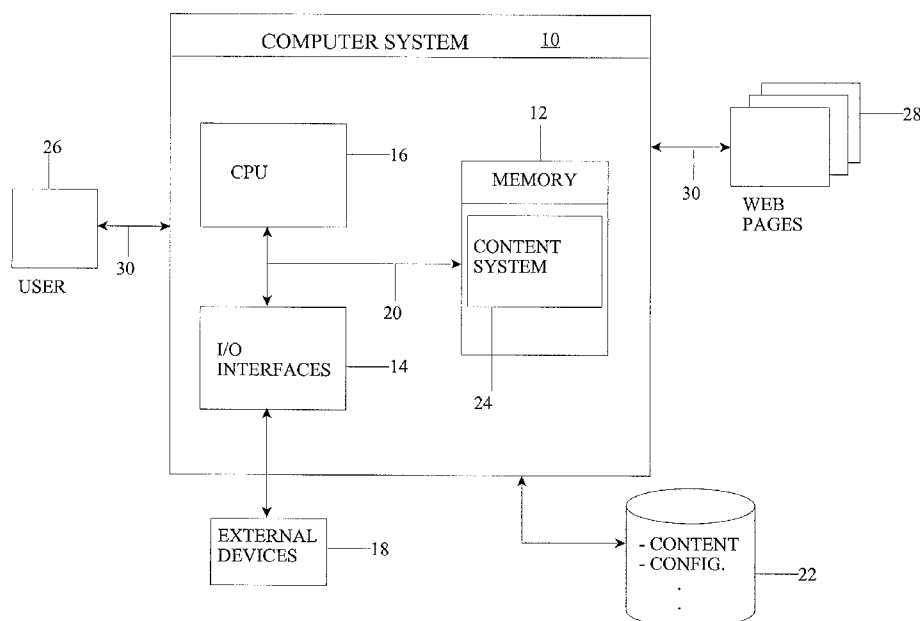 COMPUTER SYSTEM 10
12
28
26
CPU
16
MEMORY
30
WEB
PAGES
CONTENT
SYSTEM
30
USER
20
I/O
INTERFACES
14
24
EXTERNAL
DEVICES
18
- CONTENT
- CONFIG.
.
.
22